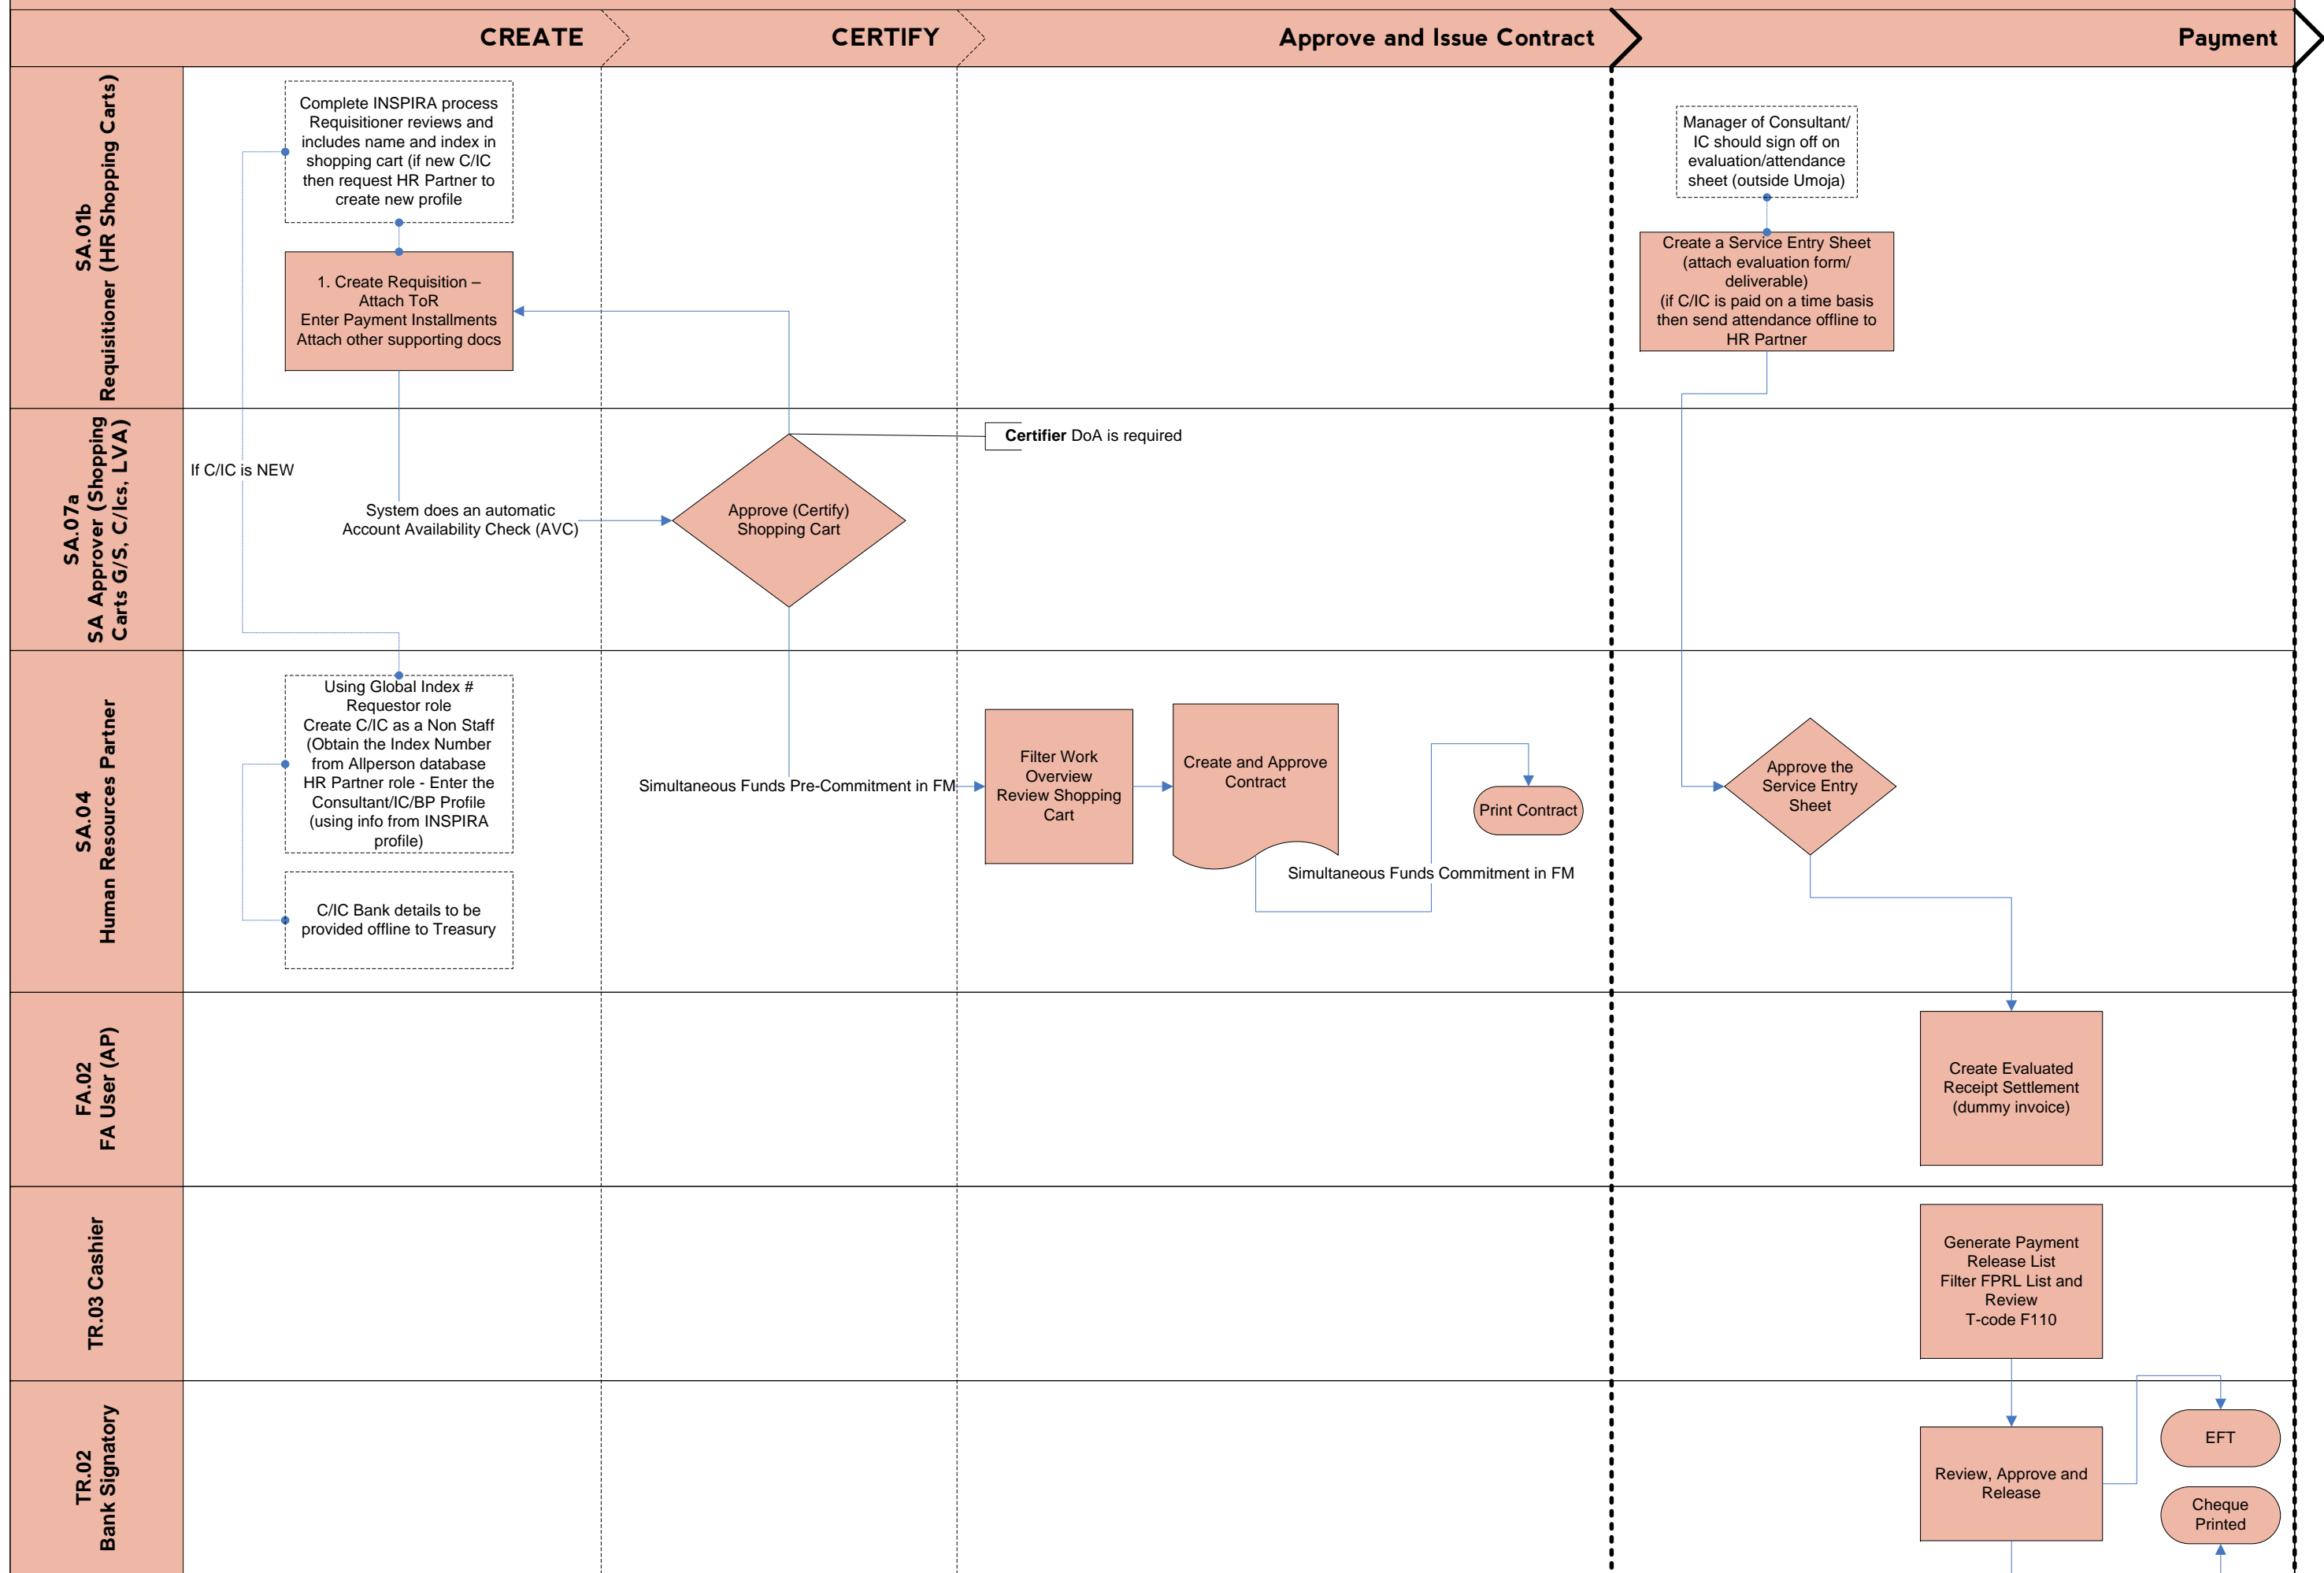 CREATE
CERTIFY
Approve and Issue Contract
Payment
SA.01b
Requisitioner (HR Shopping Carts)
Complete INSPIRA process
Requisitioner reviews and
includes name and index in
shopping cart (if new C/IC
then request HR Partner to
create new profile
1. Create Requisition –
Attach ToR
Enter Payment Installments
Attach other supporting docs
Manager of Consultant/
IC should sign off on
evaluation/attendance
sheet (outside Umoja)
Create a Service Entry Sheet
(attach evaluation form/
deliverable)
(if C/IC is paid on a time basis
then send attendance offline to
HR Partner
SA.07a
SA Approver (Shopping
Carts G/S, C/Ics, LVA)
If C/IC is NEW
System does an automatic
Account Availability Check (AVC)
Approve (Certify)
Shopping Cart
Certifier DoA is required
SA.04
Human Resources Partner
Using Global Index #
Requestor role
Create C/IC as a Non Staff
(Obtain the Index Number
from Allperson database
HR Partner role - Enter the
Consultant/IC/BP Profile
(using info from INSPIRA
profile)
C/IC Bank details to be
provided offline to Treasury
Simultaneous Funds Pre-Commitment in FM
Filter Work
Overview
Review Shopping
Cart
Create and Approve
Contract
Simultaneous Funds Commitment in FM
Print Contract
Approve the
Service Entry
Sheet
FA.02
FA User (AP)
Create Evaluated
Receipt Settlement
(dummy invoice)
TR.03 Cashier
Generate Payment
Release List
Filter FPRL List and
Review
T-code F110
TR.02
Bank Signatory
Review, Approve and
Release
EFT
Cheque
Printed